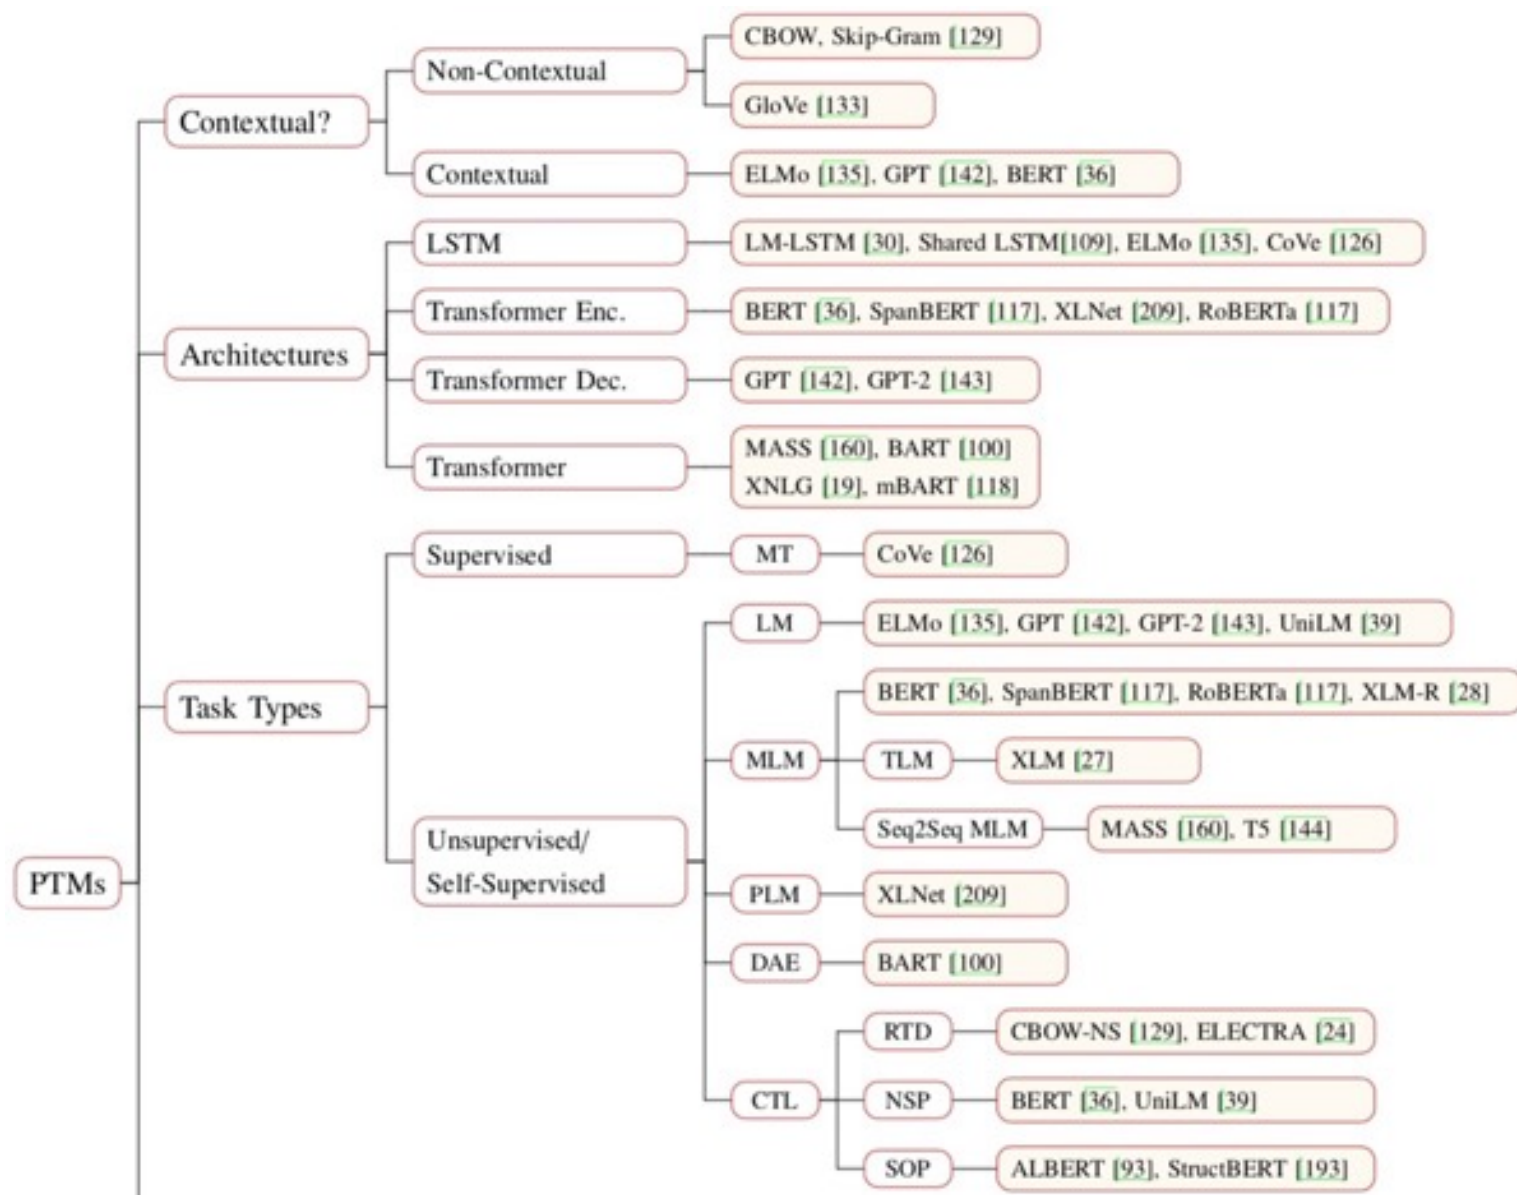 CBOW, Skip-Gram [129]
Non-Contextual
GloVe [133]
Contextual?
Contextual
ELMo [135], GPT [142], BERT [36]
LSTM
LM-LSTM [30], Shared LSTM[109], ELMo [135], CoVe [126]
Transformer Enc.
BERT [36], SpanBERT [117], XLNet [209], RoBERTa [117]
Architectures
Transformer Dec.
GPT [142], GPT-2 [143]
Transformer
MASS [160], BART [100]
XNLG [19], mBART [118]
Supervised
MT
CoVe [126]
LM
ELMo [135], GPT [142], GPT-2 [143], UniLM [39]
Task Types
BERT [36], SpanBERT [117], RoBERTa [117], XLM-R [28]
MLM
TLM
XLM [27]
Seq2Seq MLM
MASS [160], T5 [144]
Unsupervised/
Self-Supervised
PTMs
PLM
XLNet [209]
DAE
BART [100]
RTD
CBOW-NS [129], ELECTRA [24]
CTL
NSP
BERT [36], UniLM [39]
SOP
ALBERT [93], StructBERT [193]